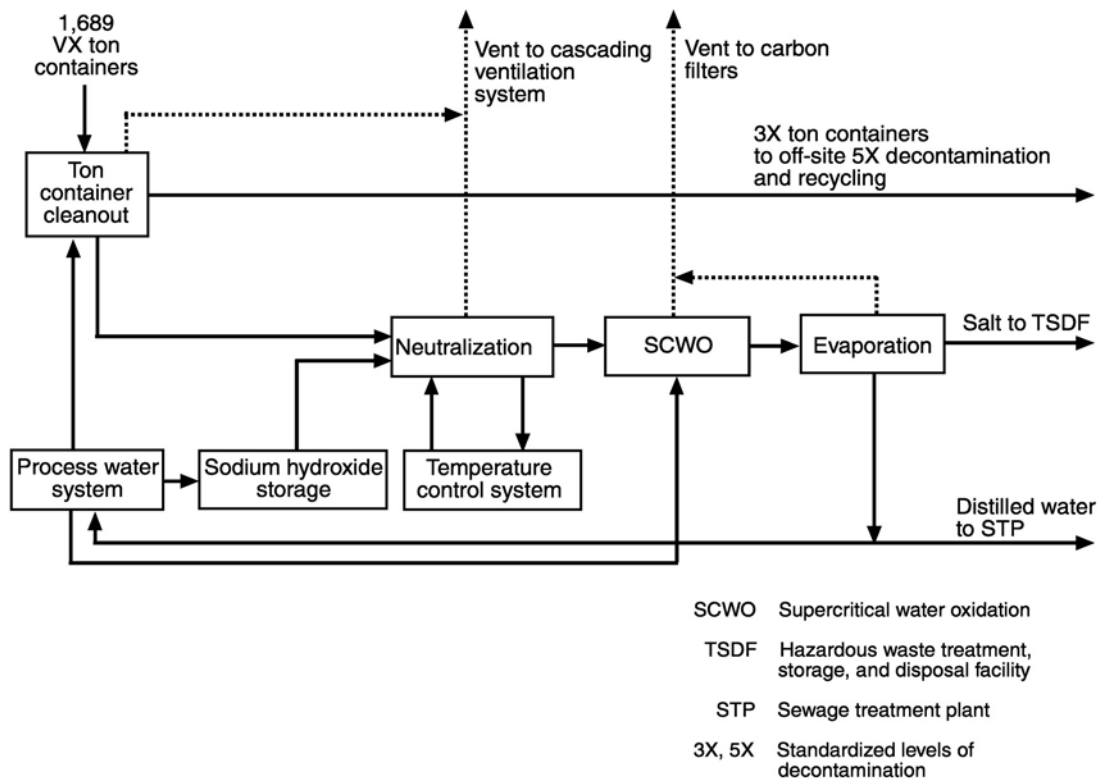 1,689
VX ton
containers
Vent to cascading
ventilation
system
Vent to carbon
filters
3X ton containers
to off-site 5X decontamination
and recycling
Ton
container
cleanout
Neutralization
SCWO
Evaporation
Salt to TSDF
Process water
system
Sodium hydroxide
storage
Temperature
control system
Distilled water
to STP
SCWO Supercritical water oxidation
TSDF Hazardous waste treatment,
storage, and disposal facility
STP Sewage treatment plant
3X, 5X Standardized levels of
decontamination